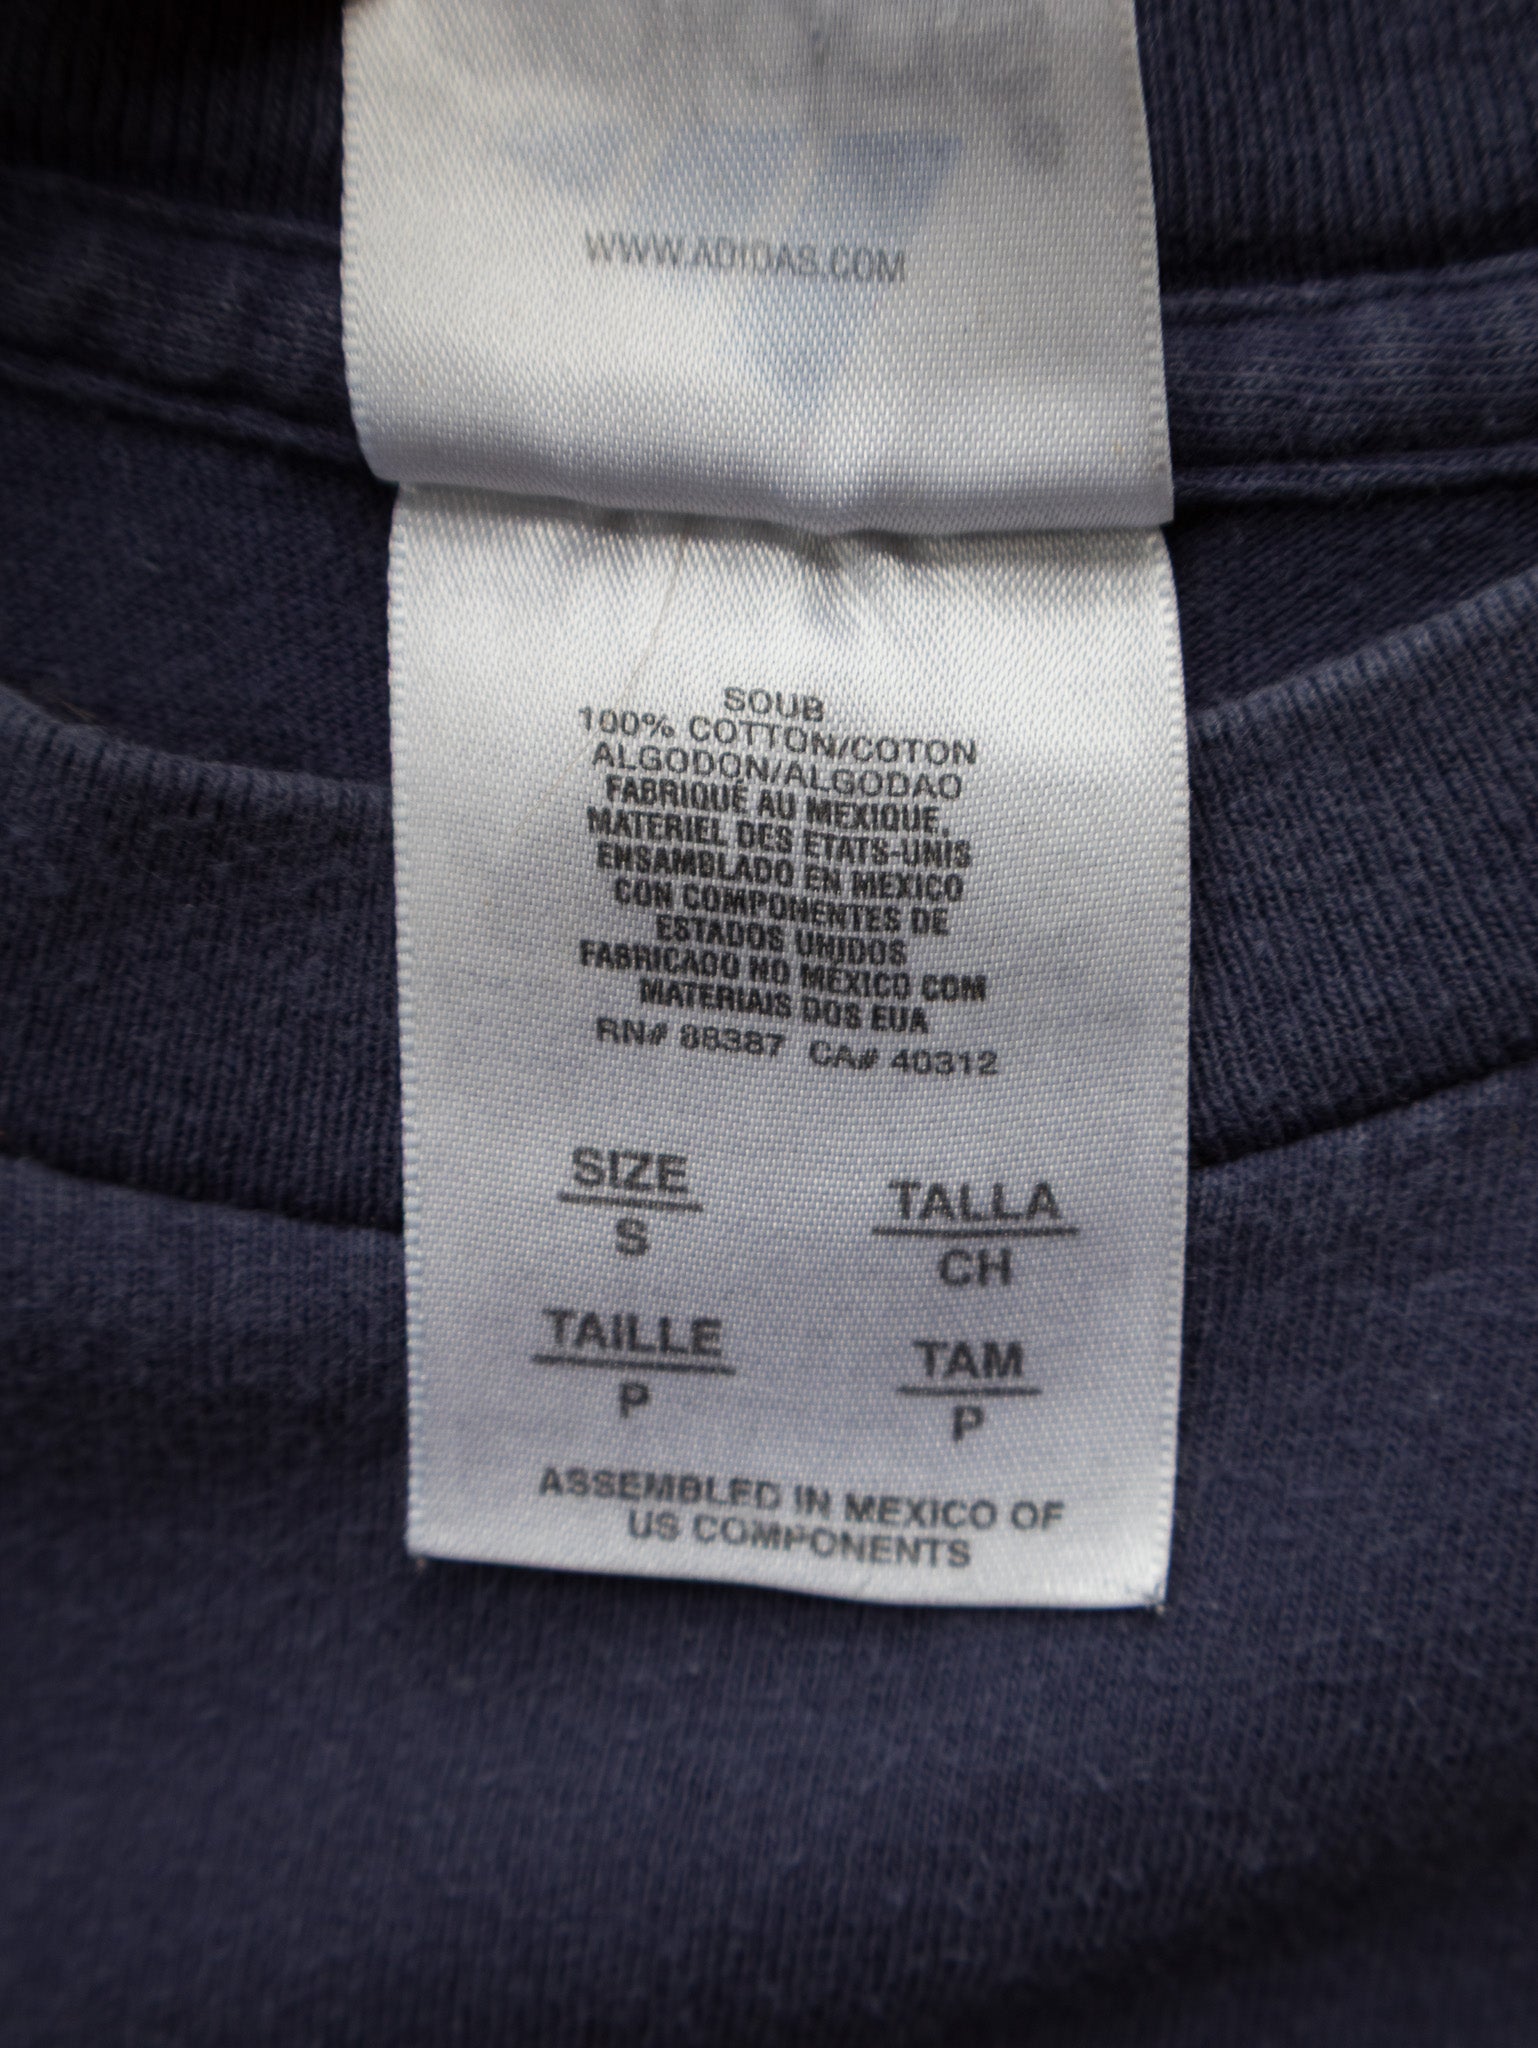 WWW.ADIDAS.COM
SOUB
100% COTTON/COTON
ALGODON/ALGODAO
FABRIQUE AU MEXIQUE,
MATERIEL DES ETATS-UNIS
ENSAMBLADO EN MEXICO
CON COMPONENTES DE
ESTADOS UNIDOS
FABRICADO NO MEXICO COM
MATERIAIS DOS EUA
RN# 88387 CA# 40312
SIZE TALLA
S CH
TAILLE TAM
P P
ASSEMBLED IN MEXICO OF
US COMPONENTS